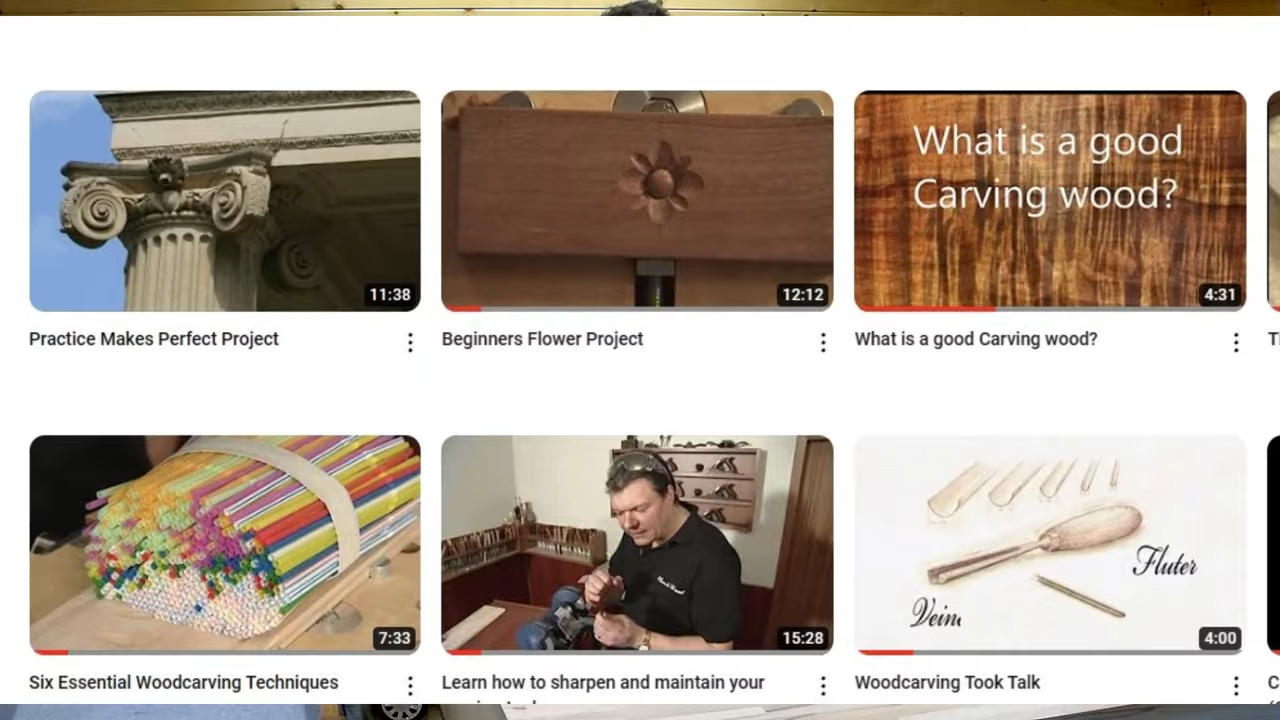 What is a good
Carving wood?
11:38
12:12
4:31
Practice Makes Perfect Project
Beginners Flower Project
What is a good Carving wood?
Fluter
Vein
7:33
15:28
4:00
Six Essential Woodcarving Techniques
Learn how to sharpen and maintain your
Woodcarving Took Talk